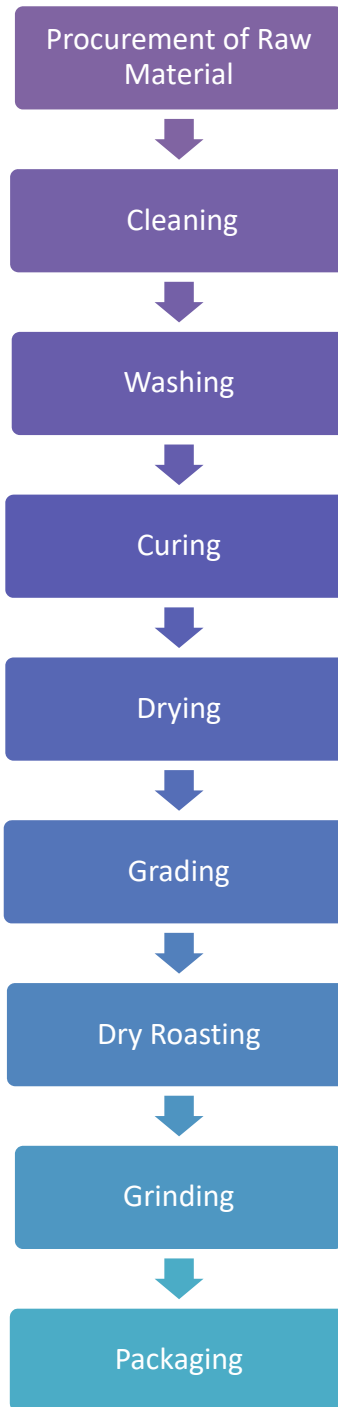 Procurement of Raw
Material
Cleaning
Washing
Curing
Drying
Grading
Dry Roasting
Grinding
Packaging